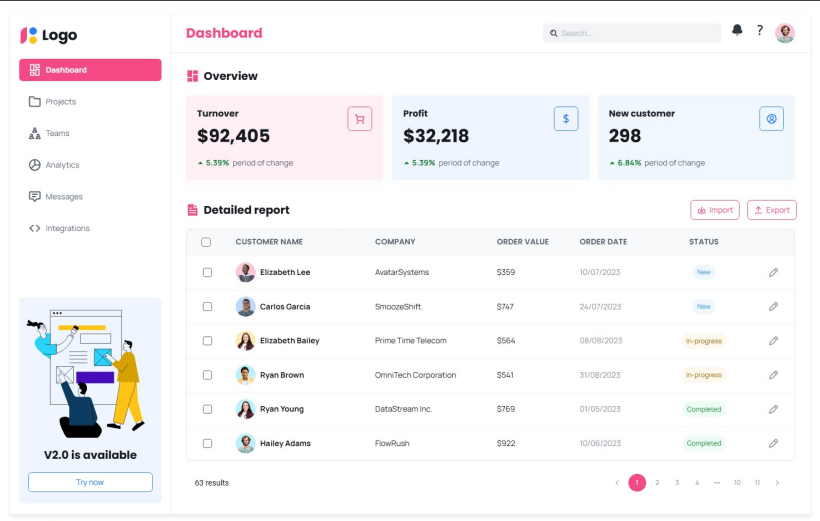 Logo
Dashboard
Projects
Teams
Analytics
Messages
Integrations
V2.0 is available
Try now
Dashboard
Search...
?
Overview
Turnover
$92,405
5.39% period of change
Profit
$32,218
$
5.39% period of change
New customer
298
6.84% period of change
Detailed report
Import
Export
CUSTOMER NAME COMPANY ORDER VALUE ORDER DATE STATUS
Elizabeth Lee AvatarSystems $359 10/07/2023 New
Carlos Garcia SmoozeShift $747 24/07/2023 New
Elizabeth Bailey Prime Time Telecom $564 08/08/2023 In-progress
Ryan Brown OmniTech Corporation $541 31/08/2023 In-progress
Ryan Young DataStream Inc. $769 01/05/2023 Completed
Hailey Adams FlowRush $922 10/06/2023 Completed
63 results
< 1 2 3 4 ... 10 11 >